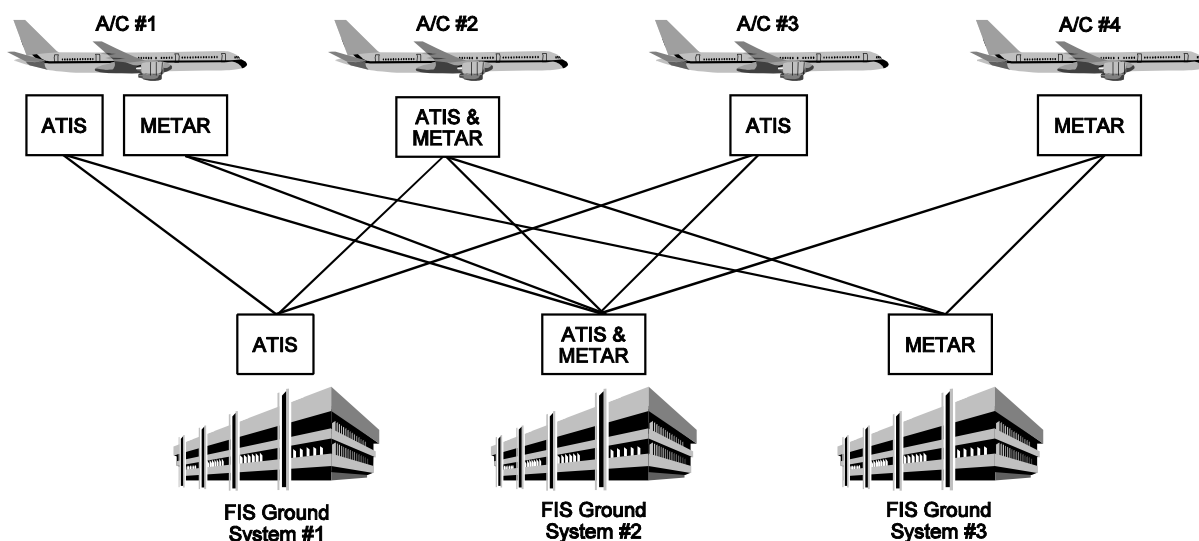 A/C #1
A/C #2
A/C #3
A/C #4
ATIS
METAR
ATIS &
METAR
ATIS
METAR
ATIS
ATIS &
METAR
METAR
FIS Ground
System #1
FIS Ground
System #2
FIS Ground
System #3